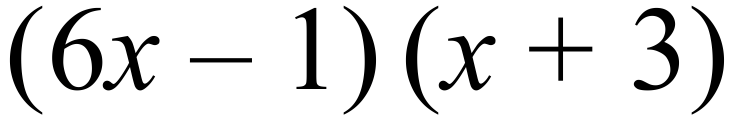 (6x − 1)(x + 3)